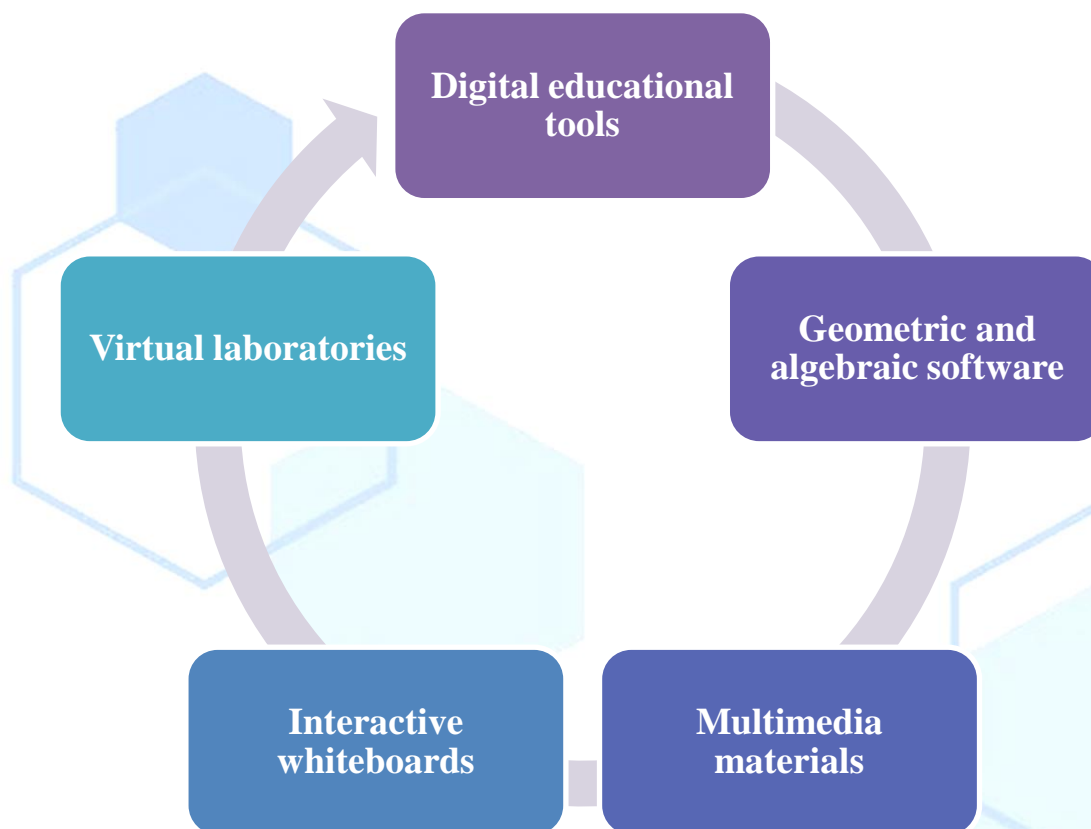 Digital educational
tools
Geometric and
algebraic software
Multimedia
materials
Interactive
whiteboards
Virtual laboratories